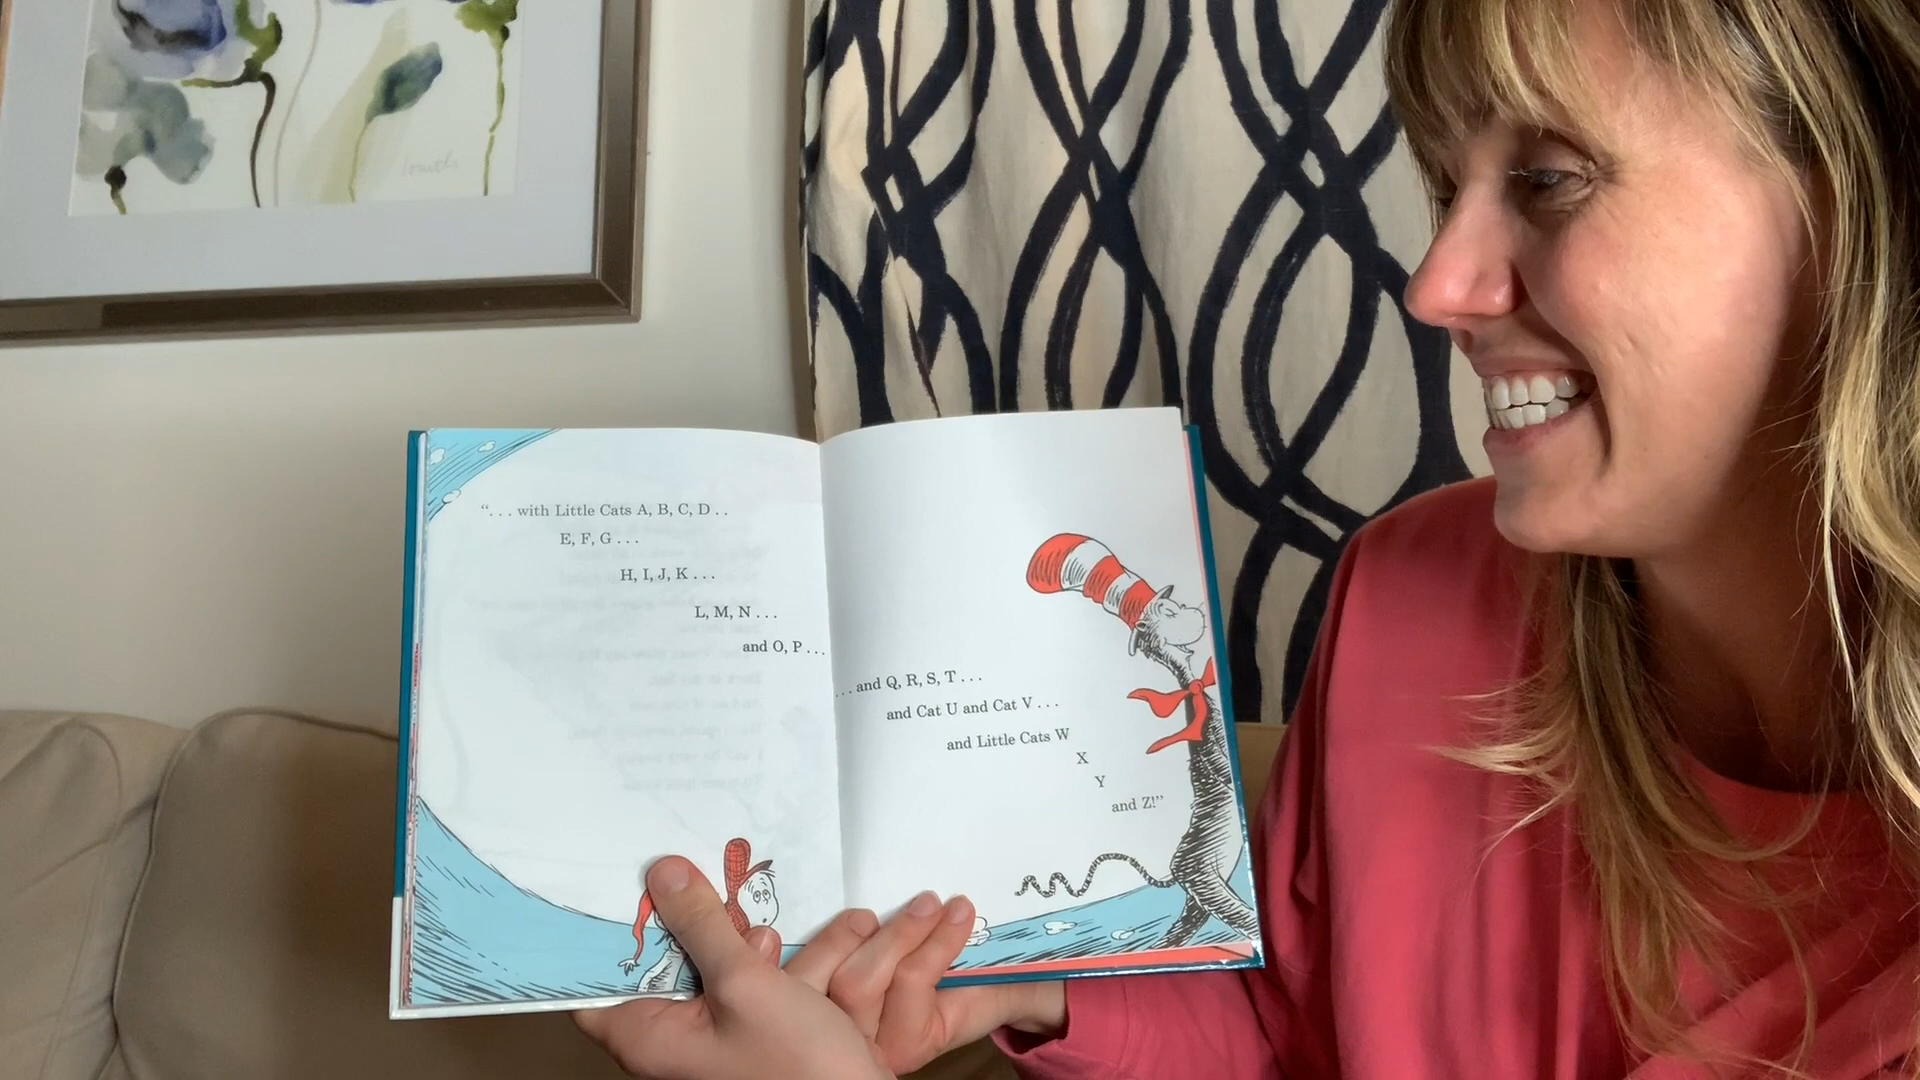 “. . . with Little Cats A, B, C, D . .
E, F, G . . .
H, I, J, K . . .
L, M, N . . .
and O, P . . .
. . . and Q, R, S, T . . .
and Cat U and Cat V . . .
and Little Cats W
X
Y
and Z!”